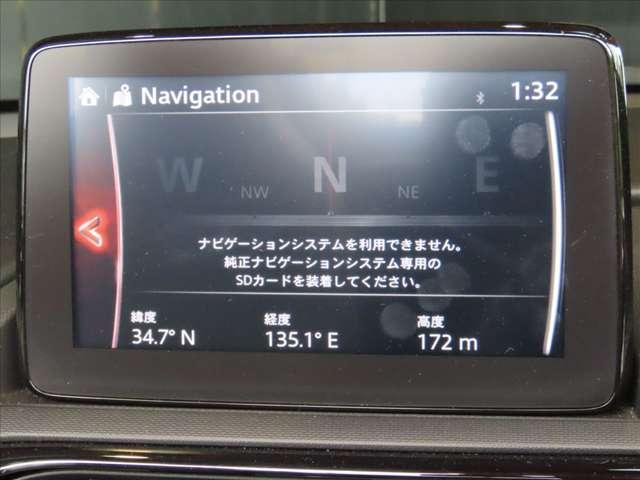 Navigation
1:32
W NW N NE E
ナビゲーションシステムを利用できません。
純正ナビゲーションシステム専用の
SDカードを装着してください。
緯度 経度 高度
34.7° N 135.1° E 172 m